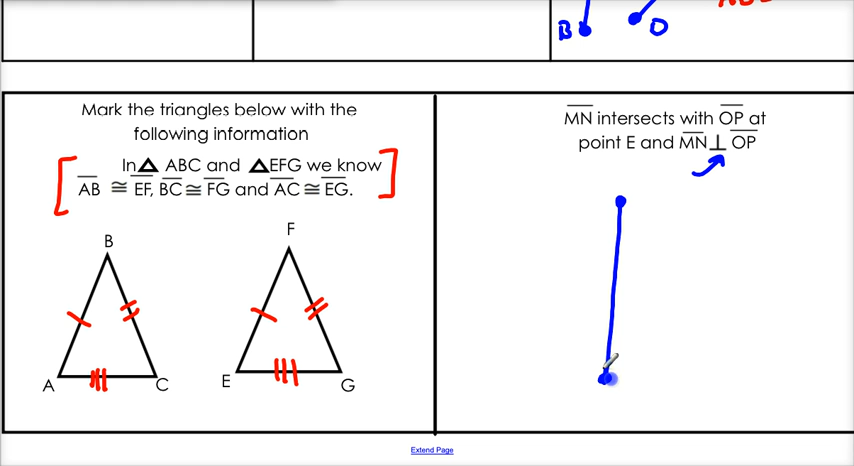 B
D
Mark the triangles below with the
following information
In△ ABC and △EFG we know
AB ≅ EF, BC ≅ FG and AC ≅ EG.
B
F
A
C
E
G
MN intersects with OP at
point E and MN ⊥ OP
Extend Page